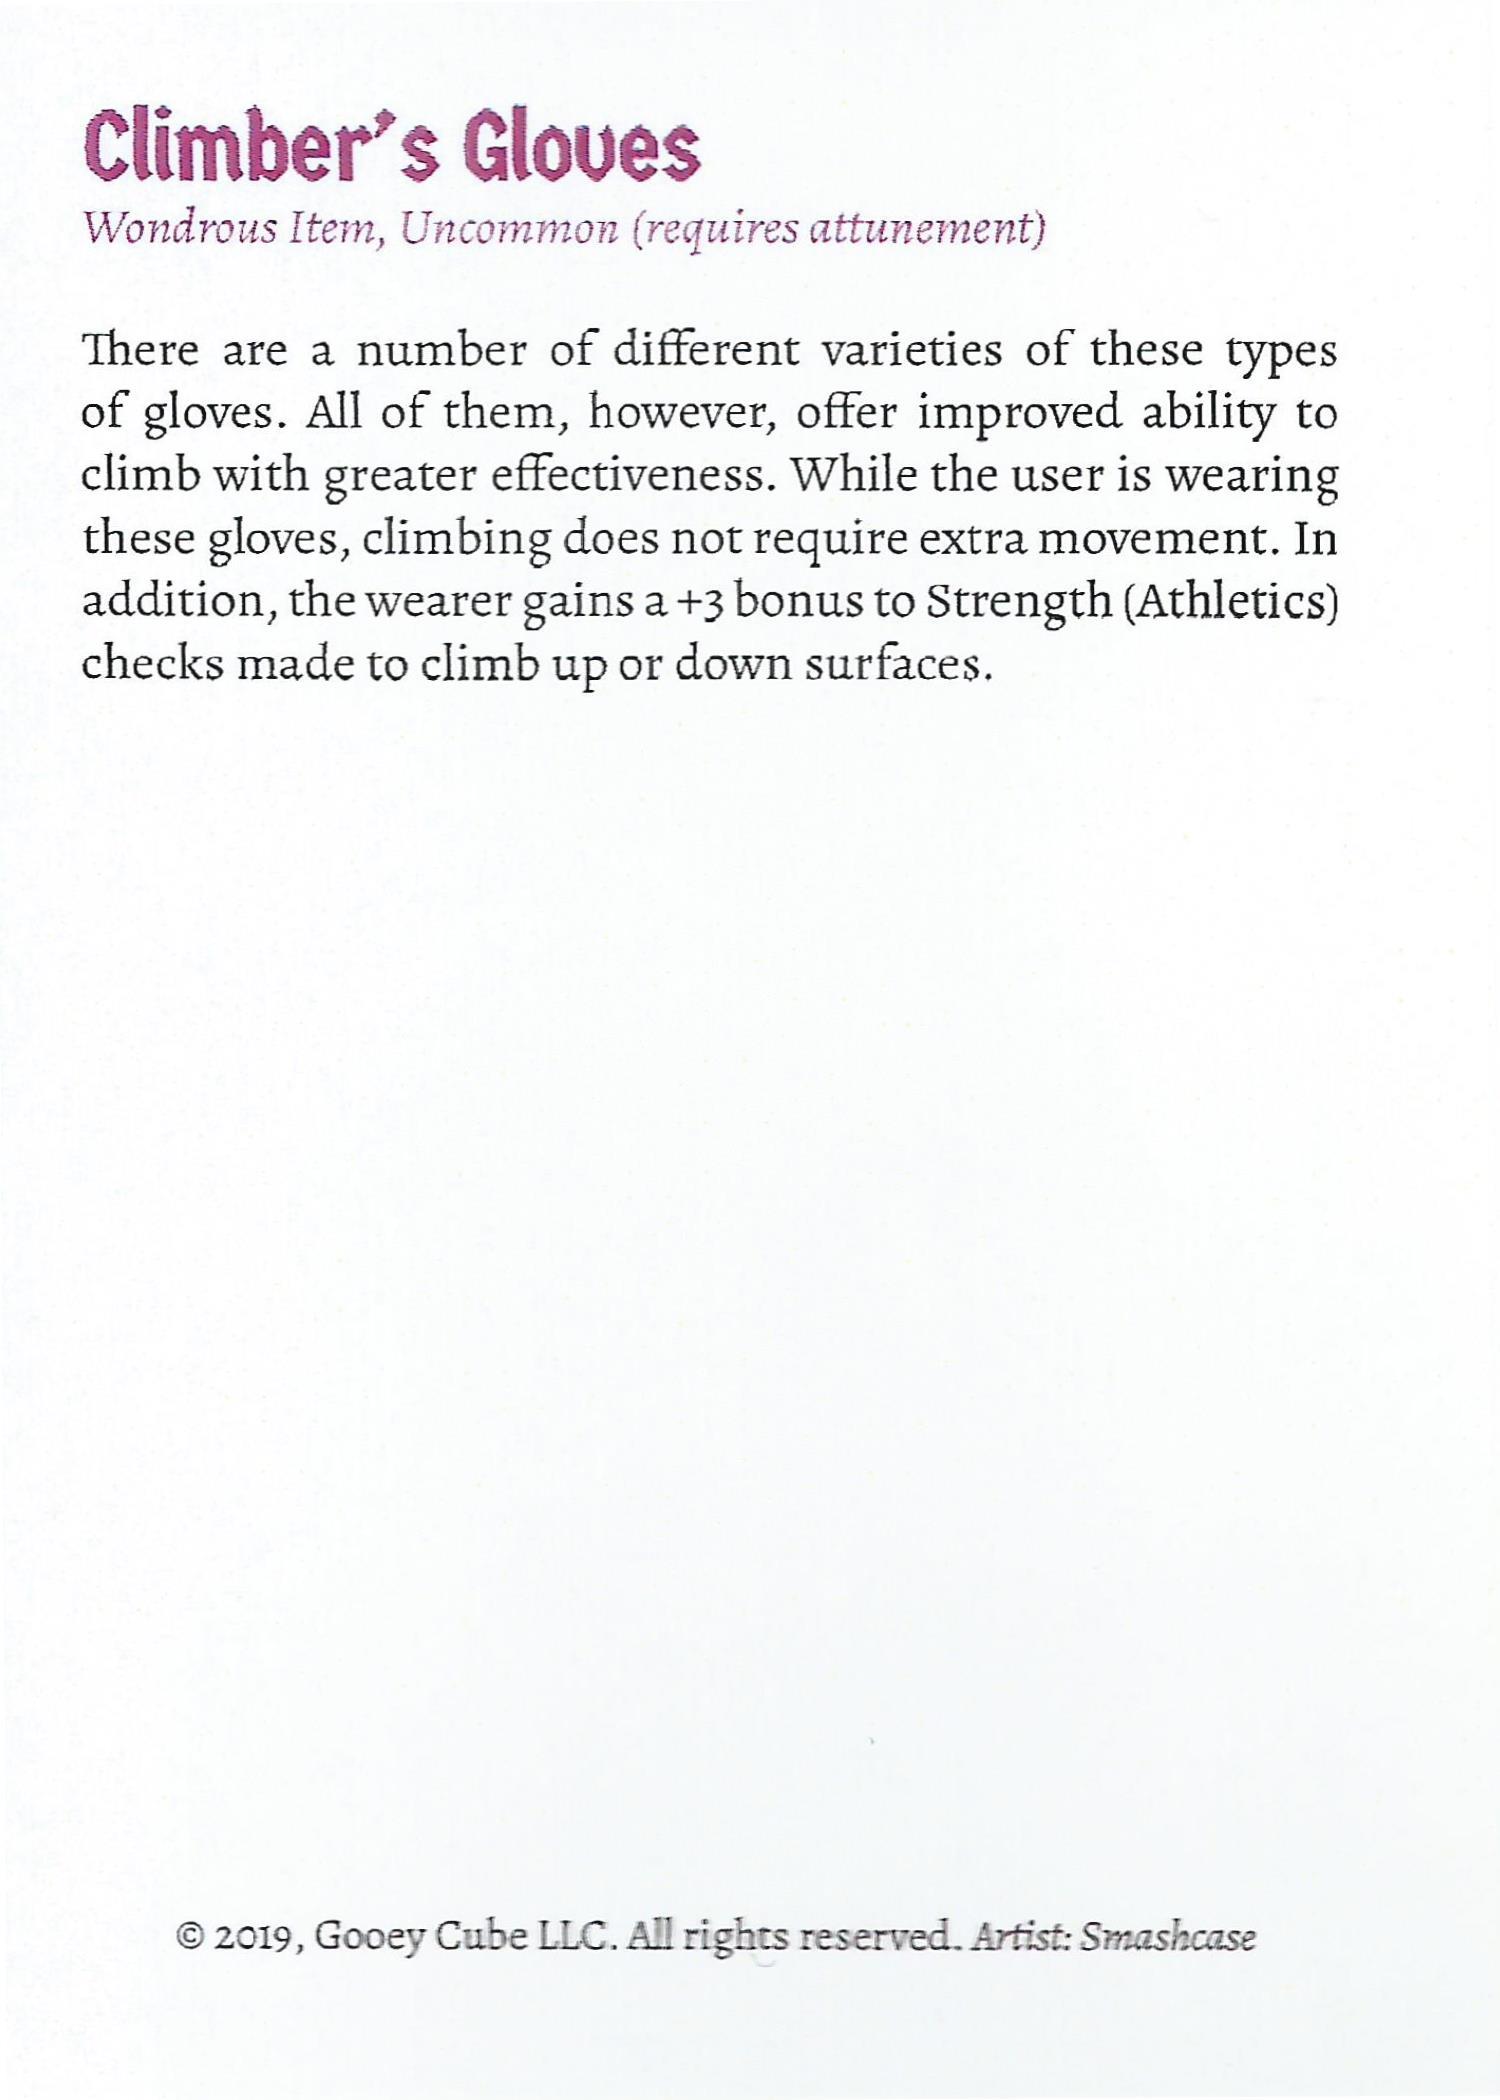 Climber's Gloves
Wondrous Item, Uncommon (requires attunement)
There are a number of different varieties of these types
of gloves. All of them, however, offer improved ability to
climb with greater effectiveness. While the user is wearing
these gloves, climbing does not require extra movement. In
addition, the wearer gains a +3 bonus to Strength (Athletics)
checks made to climb up or down surfaces.
© 2019, Gooey Cube LLC. All rights reserved. Artist: Smashcase